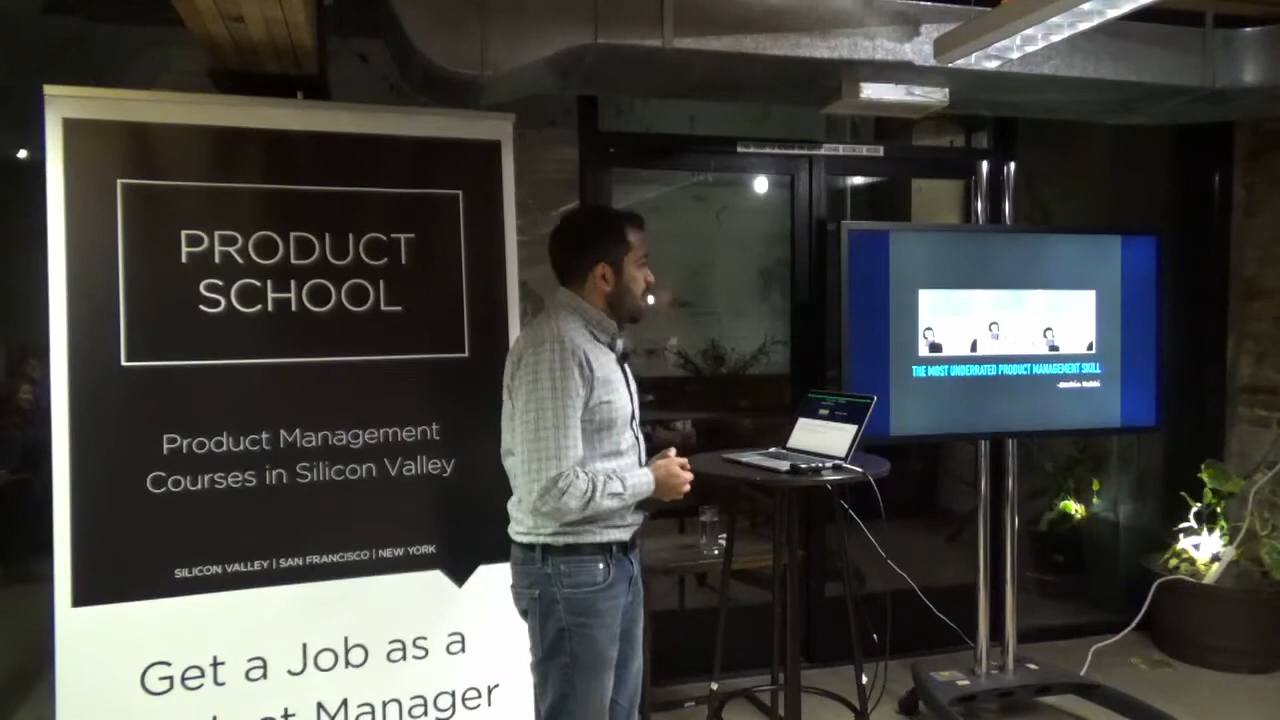 PRODUCT
SCHOOL
Product Management
Courses in Silicon Valley
SILICON VALLEY | SAN FRANCISCO | NEW YORK
Get a Job as a
Manager
THE MOST UNDERRATED PRODUCT MANAGEMENT SKILL